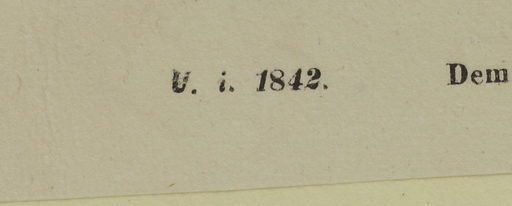 V. i. 1842. Dem